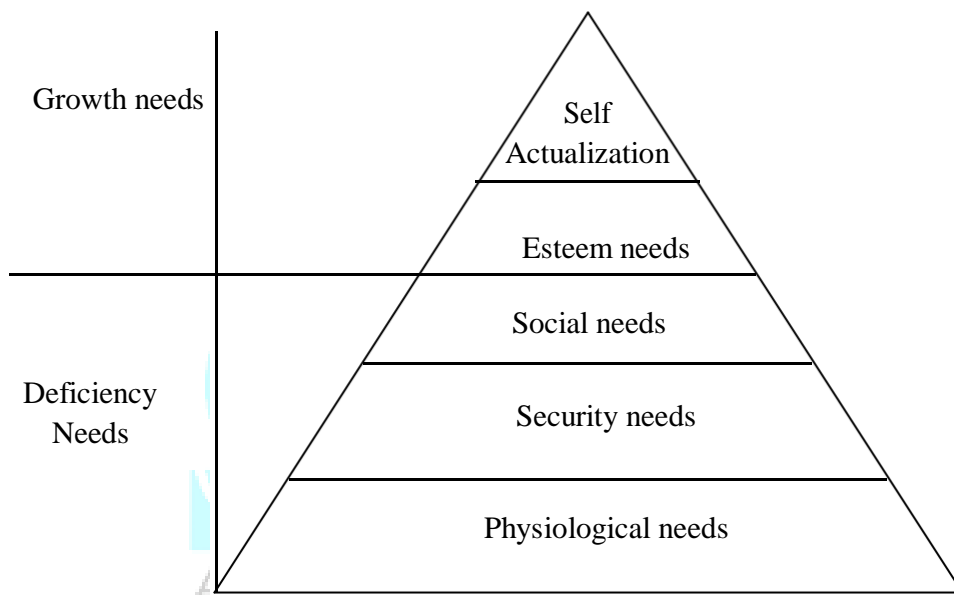 Growth needs
Self
Actualization
Esteem needs
Social needs
Deficiency
Needs
Security needs
Physiological needs